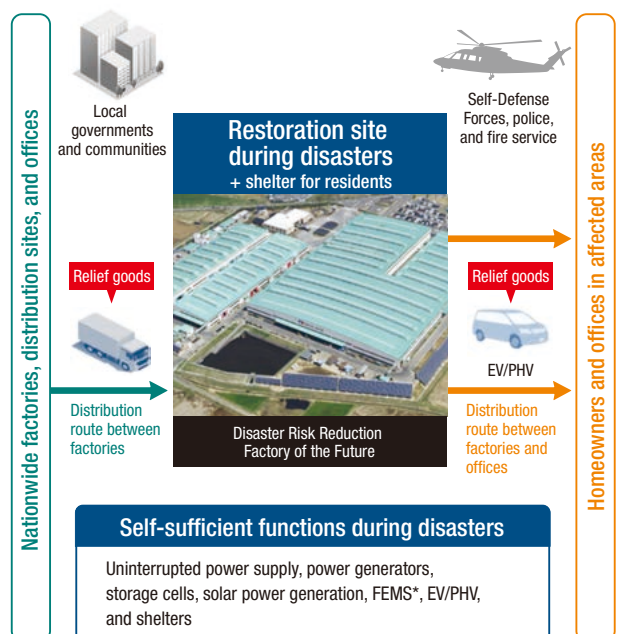 Nationwide factories, distribution sites, and offices
Local
governments
and communities
Self-Defense
Forces, police,
and fire service
Restoration site
during disasters
+ shelter for residents
Relief goods
Distribution
route between
factories
Disaster Risk Reduction
Factory of the Future
Relief goods
EV/PHV
Distribution
route between
factories and
offices
Homeowners and offices in affected areas
Self-sufficient functions during disasters
Uninterrupted power supply, power generators,
storage cells, solar power generation, FEMS*, EV/PHV,
and shelters